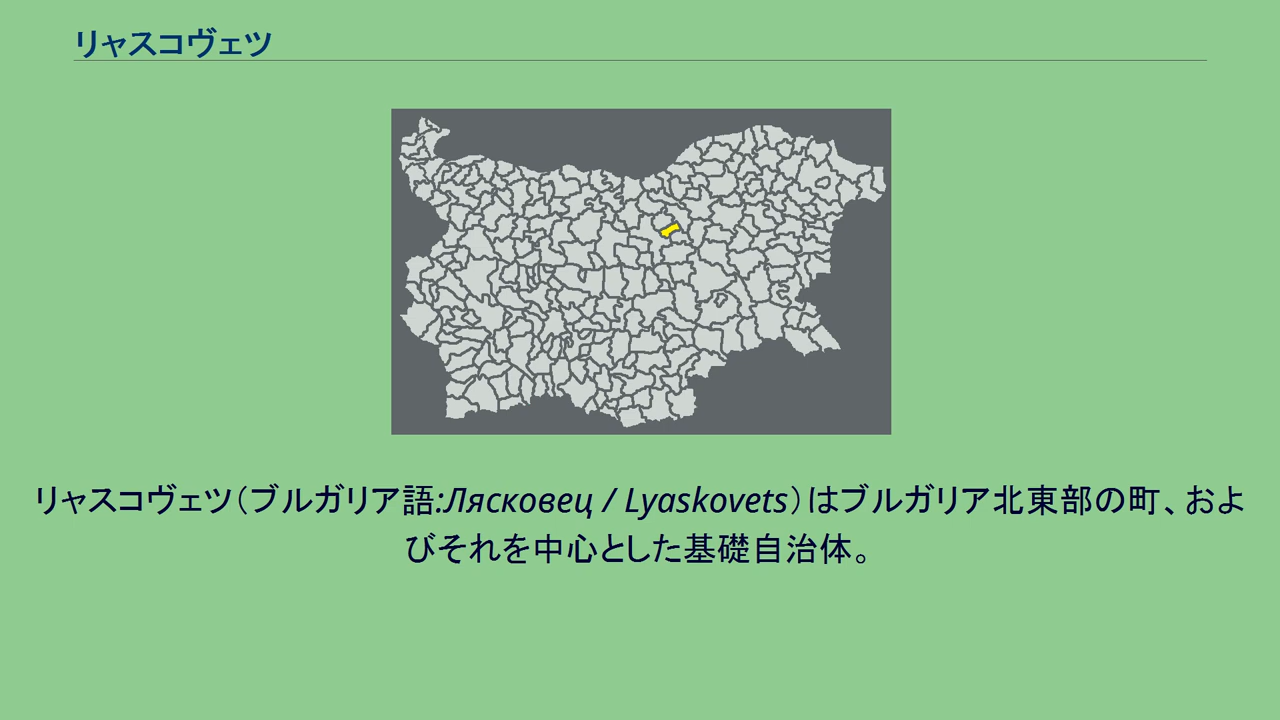 リャスコヴェツ
リャスコヴェツ（ブルガリア語:Лясковец / Lyaskovets）はブルガリア北東部の町、およ
びそれを中心とした基礎自治体。